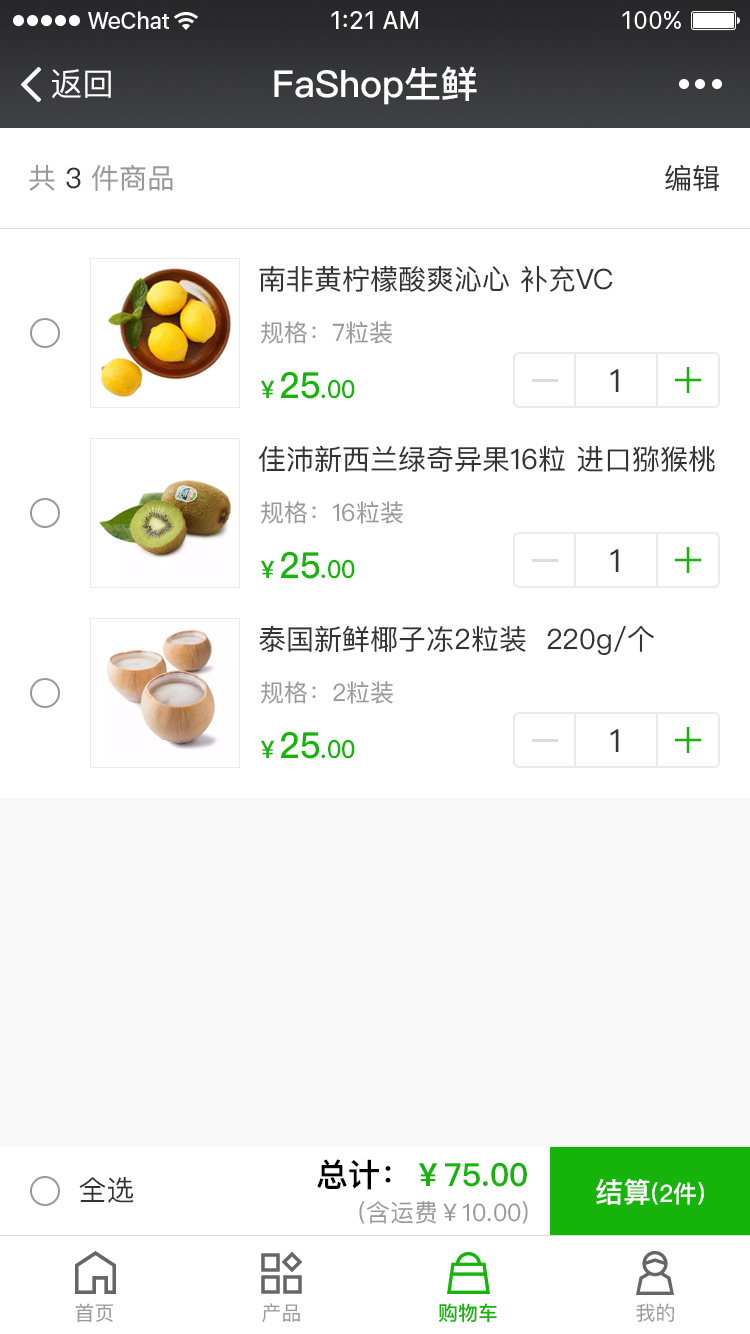 WeChat 1:21 AM 100%
返回 FaShop生鲜
共 3 件商品 编辑
南非黄柠檬酸爽沁心 补充VC
规格：7粒装
¥25.00 1
佳沛新西兰绿奇异果16粒 进口猕猴桃
规格：16粒装
¥25.00 1
泰国新鲜椰子冻2粒装 220g/个
规格：2粒装
¥25.00 1
全选 总计： ¥75.00 结算(2件)
(含运费¥10.00)
首页 产品 购物车 我的